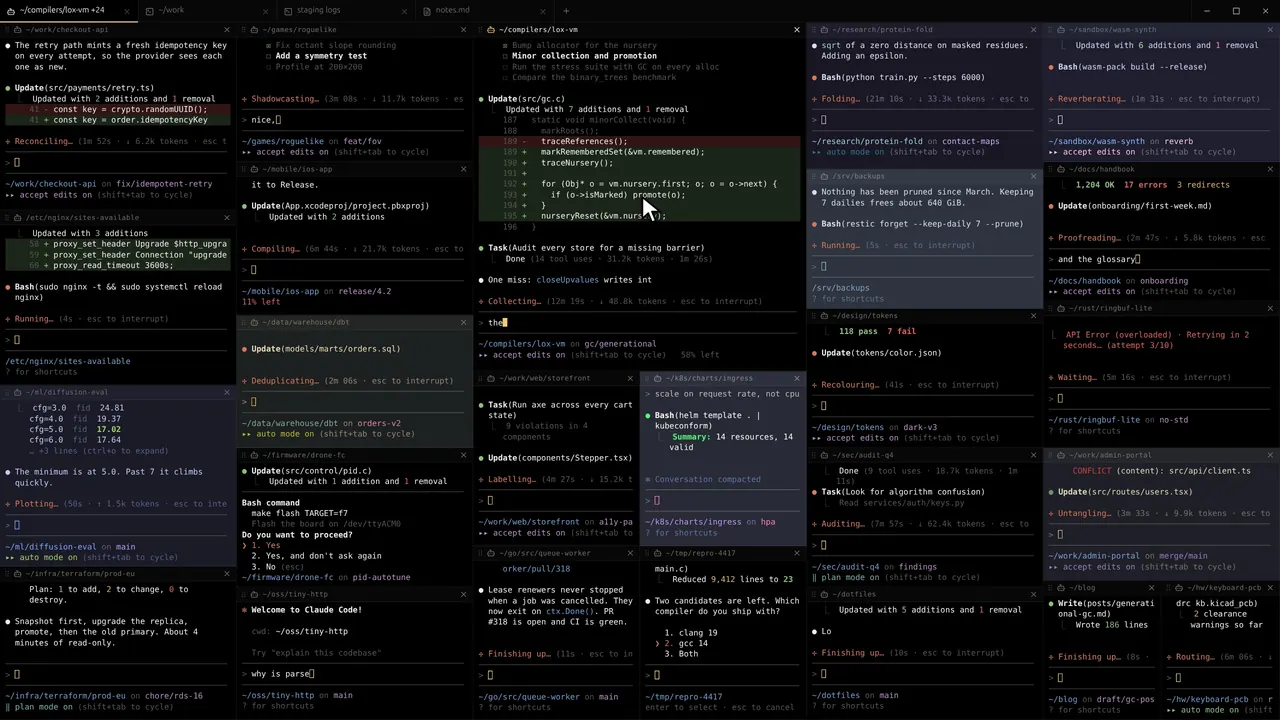 ~/compilers/lox-vm +24
~/work
staging logs
notes.md
~/work/checkout-api
The retry path mints a fresh idempotency key
on every attempt, so the provider sees each
one as new.
Update(src/payments/retry.ts)
Updated with 2 additions and 1 removal
41 - const key = crypto.randomUUID();
41 + const key = order.idempotencyKey
Reconciling… (1m 52s · ↓ 6.2k tokens · esc
>
~/work/checkout-api on fix/idempotent-retry
▸▸ accept edits on (shift+tab to cycle)
/etc/nginx/sites-available
Updated with 3 additions
58 + proxy_set_header Upgrade $http_upgra
59 + proxy_set_header Connection "upgrade
60 + proxy_read_timeout 3600s;
Bash(sudo nginx -t && sudo systemctl reload
nginx)
Running… (4s · esc to interrupt)
>
/etc/nginx/sites-available
? for shortcuts
~/ml/diffusion-eval
cfg=3.0 fid 24.81
cfg=4.0 fid 19.37
cfg=5.0 fid 17.02
cfg=6.0 fid 17.64
… +3 lines (ctrl+o to expand)
The minimum is at 5.0. Past 7 it climbs
quickly.
Plotting… (50s · ↑ 1.5k tokens · esc to inte
>
~/ml/diffusion-eval on main
▸▸ auto mode on (shift+tab to cycle)
~/infra/terraform/prod-eu
Plan: 1 to add, 2 to change, 0 to
destroy.
Snapshot first, upgrade the replica,
promote, then the old primary. About 4
minutes of read-only.
>
~/infra/terraform/prod-eu on chore/rds-16
plan mode on (shift+tab to cycle)
~/games/roguelike
☒ Fix octant slope rounding
☐ Add a symmetry test
☐ Profile at 200×200
Shadowcasting… (3m 08s · ↓ 11.7k tokens · es
> nice,
~/games/roguelike on feat/fov
▸▸ accept edits on (shift+tab to cycle)
~/mobile/ios-app
it to Release.
Update(App.xcodeproj/project.pbxproj)
Updated with 2 additions
Compiling… (6m 44s · ↓ 21.7k tokens · esc to
>
~/mobile/ios-app on release/4.2
11% left
~/data/warehouse/dbt
Update(models/marts/orders.sql)
Deduplicating… (2m 06s · esc to interrupt)
>
~/data/warehouse/dbt on orders-v2
▸▸ auto mode on (shift+tab to cycle)
~/firmware/drone-fc
Update(src/control/pid.c)
Updated with 1 addition and 1 removal
Bash command
make flash TARGET=f7
Flash the board on /dev/ttyACM0
Do you want to proceed?
❯ 1. Yes
2. Yes, and don't ask again
3. No (esc)
~/firmware/drone-fc on pid-autotune
~/oss/tiny-http
Welcome to Claude Code!
cwd: ~/oss/tiny-http
Try "explain this codebase"
> why is parse
~/oss/tiny-http on main
? for shortcuts
~/compilers/lox-vm
☒ Bump allocator for the nursery
☐ Minor collection and promotion
☐ Run the stress suite with GC on every alloc
☐ Compare the binary_trees benchmark
Update(src/gc.c)
Updated with 7 additions and 1 removal
187 static void minorCollect(void) {
188 markRoots();
189 - traceReferences();
189 + markRememberedSet(&vm.remembered);
190 + traceNursery();
191 +
192 + for (Obj* o = vm.nursery.first; o; o = o->next) {
193 + if (o->isMarked) promote(o);
194 + }
195 + nurseryReset(&vm.nurs );
196 }
Task(Audit every store for a missing barrier)
Done (14 tool uses · 31.2k tokens · 1m 26s)
One miss: closeUpvalues writes int
Collecting… (12m 19s · ↓ 48.8k tokens · esc to interrupt)
> the
~/compilers/lox-vm on gc/generational
▸▸ accept edits on (shift+tab to cycle) 58% left
~/work/web/storefront
Task(Run axe across every cart
state)
9 violations in 4
components
Update(components/Stepper.tsx)
Labelling… (4m 27s · ↓ 15.2k t
>
~/work/web/storefront on a11y-pa
▸▸ accept edits on (shift+tab to
~/k8s/charts/ingress
> scale on request rate, not cpu
Bash(helm template . |
kubeconform)
Summary: 14 resources, 14
valid
Conversation compacted
>
~/k8s/charts/ingress on hpa
? for shortcuts
~/go/src/queue-worker
orker/pull/318
Lease renewers never stopped
when a job was cancelled. They
now exit on ctx.Done(). PR
#318 is open and CI is green.
Finishing up… (11s · esc to in
>
~/go/src/queue-worker on main
? for shortcuts
~/tmp/repro-4417
main.c)
Reduced 9,412 lines to 23
Two candidates are left. Which
compiler do you ship with?
1. clang 19
❯ 2. gcc 14
3. Both
~/tmp/repro-4417
enter to select · esc to cancel
~/research/protein-fold
sqrt of a zero distance on masked residues.
Adding an epsilon.
Bash(python train.py --steps 6000)
Folding… (21m 10s · ↓ 33.3k tokens · esc to
>
~/research/protein-fold on contact-maps
▸▸ auto mode on (shift+tab to cycle)
/srv/backups
Nothing has been pruned since March. Keeping
7 dailies frees about 640 GiB.
Bash(restic forget --keep-daily 7 --prune)
Running… (5s · esc to interrupt)
>
/srv/backups
? for shortcuts
~/design/tokens
118 pass 7 fail
Update(tokens/color.json)
Recolouring… (41s · esc to interrupt)
>
~/design/tokens on dark-v3
▸▸ accept edits on (shift+tab to cycle)
~/sec/audit-q4
Done (9 tool uses · 18.7k tokens · 1m
11s)
Task(Look for algorithm confusion)
Read services/auth/keys.py
Auditing… (7m 57s · ↓ 62.4k tokens · esc to
>
~/sec/audit-q4 on findings
plan mode on (shift+tab to cycle)
~/dotfiles
Updated with 5 additions and 1 removal
Lo
Finishing up… (10s · esc to interrupt)
>
~/dotfiles on main
? for shortcuts
~/sandbox/wasm-synth
Updated with 6 additions and 1 removal
Bash(wasm-pack build --release)
Reverberating… (1m 31s · esc to interrupt)
>
~/sandbox/wasm-synth on reverb
▸▸ accept edits on (shift+tab to cycle)
~/docs/handbook
1,204 OK 17 errors 3 redirects
Update(onboarding/first-week.md)
Proofreading… (2m 47s · ↓ 5.8k tokens · esc
> and the glossary
~/docs/handbook on onboarding
▸▸ accept edits on (shift+tab to cycle)
~/rust/ringbuf-lite
API Error (overloaded) · Retrying in 2
seconds… (attempt 3/10)
Waiting… (5m 16s · esc to interrupt)
>
~/rust/ringbuf-lite on no-std
? for shortcuts
~/work/admin-portal
CONFLICT (content): src/api/client.ts
Update(src/routes/users.tsx)
Untangling… (3m 33s · ↓ 9.9k tokens · esc to
>
~/work/admin-portal on merge/main
▸▸ accept edits on (shift+tab to cycle)
~/blog
Write(posts/generati
onal-gc.md)
Wrote 186 lines
Finishing up… (8s ·
>
~/blog on draft/gc-pos
? for shortcuts
~/hw/keyboard-pcb
drc kb.kicad_pcb)
2 clearance
warnings so far
Routing… (6m 06s · ↓
>
~/hw/keyboard-pcb on r
▸▸ auto mode on (shift